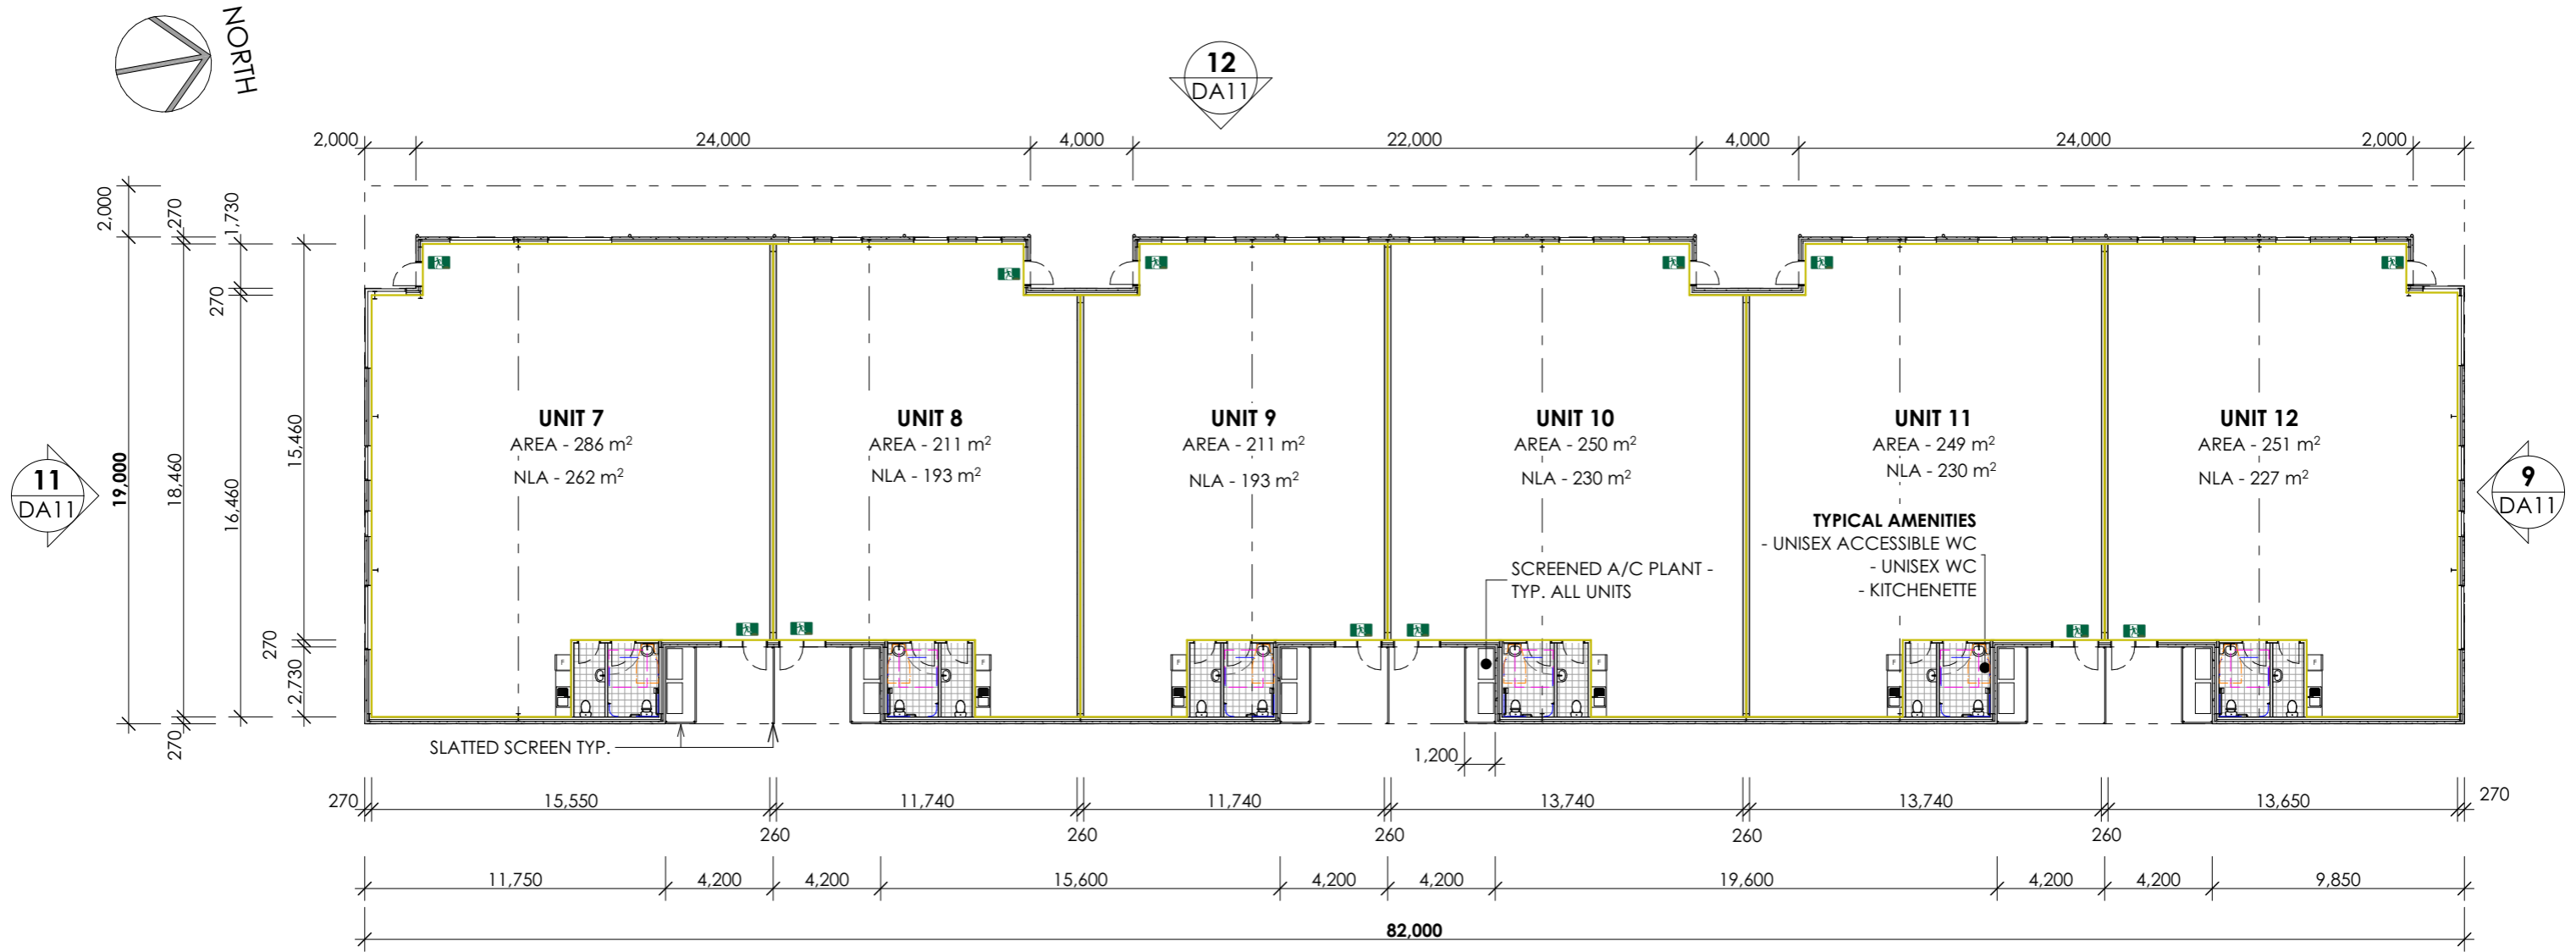 NORTH
12
DA11
2,000
24,000
4,000
22,000
4,000
24,000
2,000
2,000
270
1,730
19,000
18,460
270
16,460
15,460
270
2,730
270
UNIT 7
AREA - 286 m²
NLA - 262 m²
UNIT 8
AREA - 211 m²
NLA - 193 m²
UNIT 9
AREA - 211 m²
NLA - 193 m²
UNIT 10
AREA - 250 m²
NLA - 230 m²
UNIT 11
AREA - 249 m²
NLA - 230 m²
UNIT 12
AREA - 251 m²
NLA - 227 m²
11
DA11
9
DA11
TYPICAL AMENITIES
- UNISEX ACCESSIBLE WC
- UNISEX WC
- KITCHENETTE
SCREENED A/C PLANT -
TYP. ALL UNITS
F
F
F
F
F
F
SLATTED SCREEN TYP.
1,200
270
15,550
11,740
11,740
13,740
13,740
13,650
270
260
260
260
260
260
11,750
4,200
4,200
15,600
4,200
4,200
19,600
4,200
4,200
9,850
82,000